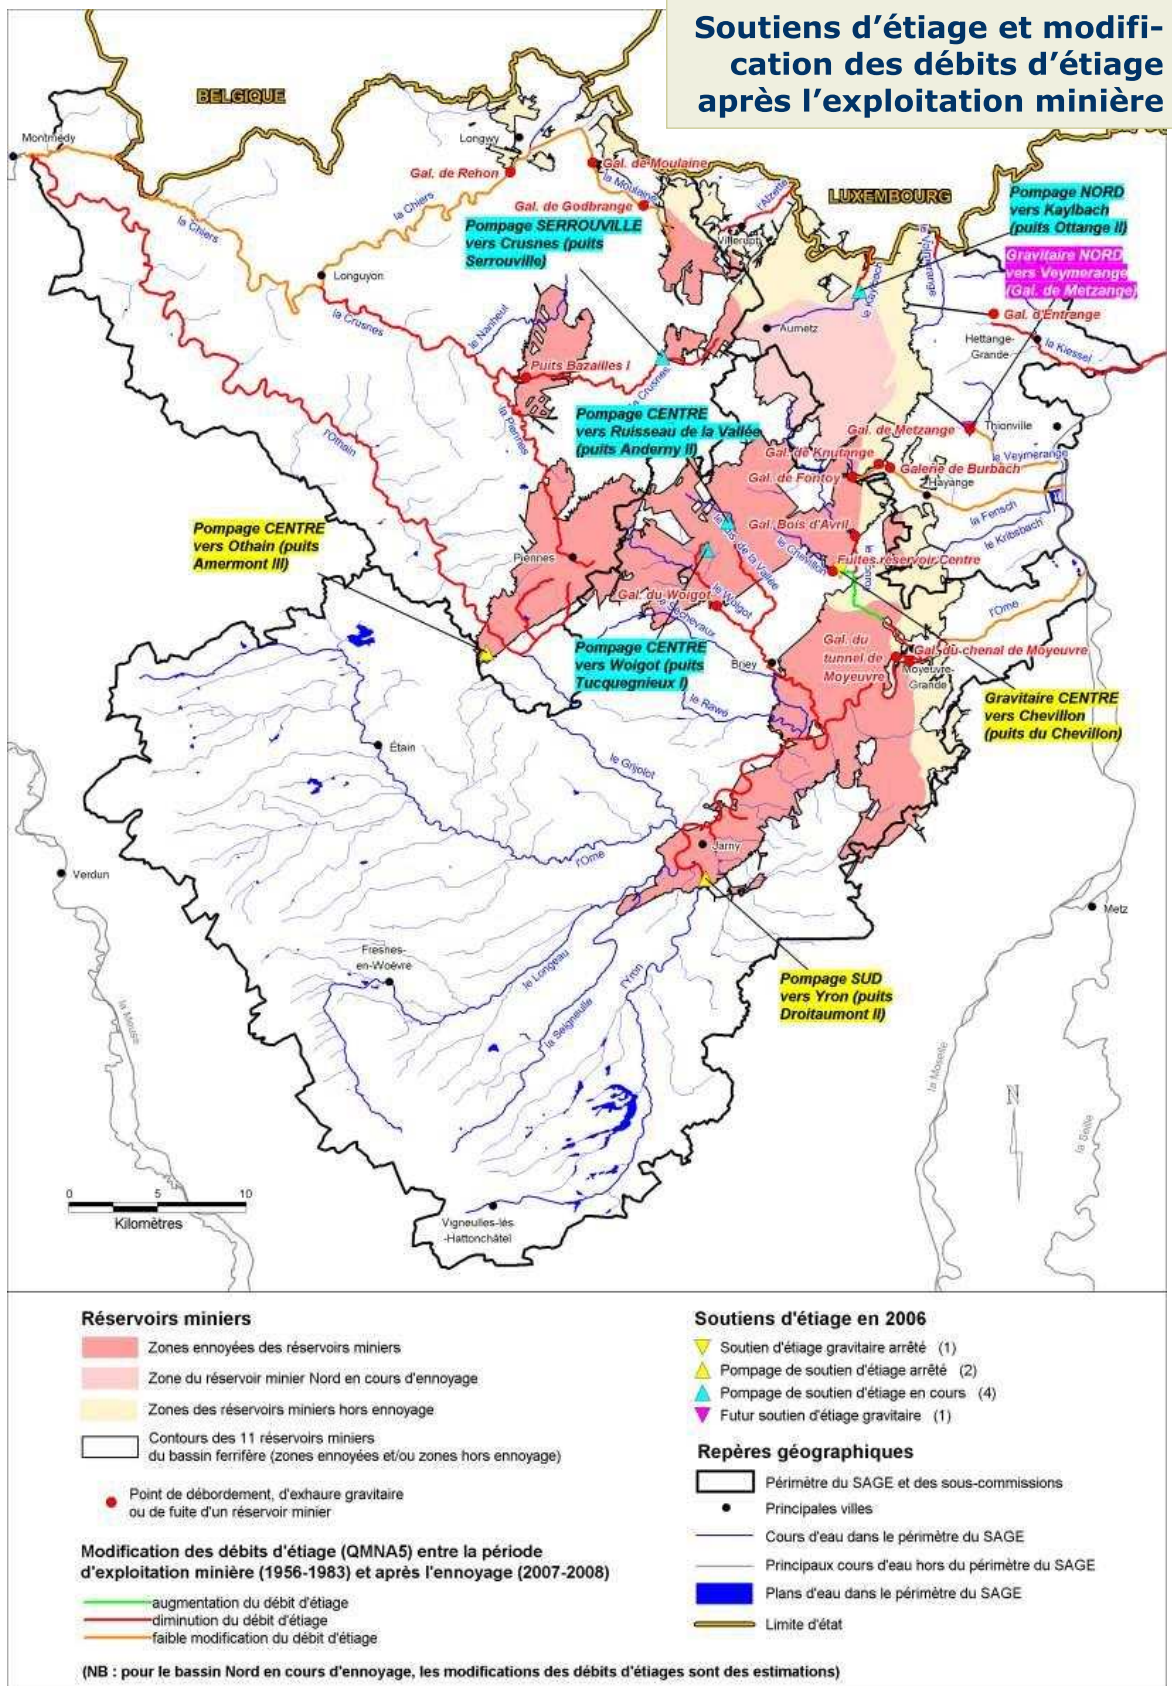 Soutiens d'étiage et modifi-
cation des débits d'étiage
après l'exploitation minière
BELGIQUE
LUXEMBOURG
Montmédy
Longwy
Gal. de Rehon
Gal. de Moulaine
la Moulaine
Gal. de Godbrange
la Chiers
la Chiers
l'Alzette
Villerupt
Pompage SERROUVILLE
vers Crusnes (puits
Serrouville)
Pompage NORD
vers Kaylbach
(puits Ottange II)
Gravitaire NORD
vers Veymerange
(Gal. de Metzange)
le Kaylbach
Longuyon
la Crusnes
le Nanheul
Aumetz
Gal. d'Entrange
Hettange-
Grande
la Kiessel
Puits Bazailles I
la Crusnes
la Piennes
l'Othain
Pompage CENTRE
vers Ruisseau de la Vallée
(puits Anderny II)
Gal. de Metzange
Thionville
Gal. de Knutange
le Veymerange
Galerie de Burbach
Gal. de Fontoy
Hayange
la Fensch
le Kribsbach
Pompage CENTRE
vers Othain (puits
Amermont III)
Gal. Bois d'Avril
le Chevillon
Piennes
Fuites réservoir Centre
Gal. du Woigot
le Woigot
l'Orne
Pompage CENTRE
vers Woigot (puits
Tucquegnieux I)
Briey
Gal. du
tunnel de
Moyeuvre
Gal. du chenal de Moyeuvre
Moyeuvre-
Grande
le Rawé
Gravitaire CENTRE
vers Chevillon
(puits du Chevillon)
Étain
le Grijolot
Jarny
l'Orne
Verdun
Metz
Fresnes-
en-Woëvre
le Longeau
la Seigneulle
l'Yron
Pompage SUD
vers Yron (puits
Droitaumont II)
la Meuse
la Moselle
la Seille
N
0 5 10
Kilomètres
Vigneulles-lès
-Hattonchâtel
Réservoirs miniers
Zones ennoyées des réservoirs miniers
Zone du réservoir minier Nord en cours d'ennoyage
Zones des réservoirs miniers hors ennoyage
Contours des 11 réservoirs miniers
du bassin ferrifère (zones ennoyées et/ou zones hors ennoyage)
Point de débordement, d'exhaure gravitaire
ou de fuite d'un réservoir minier
Modification des débits d'étiage (QMNA5) entre la période
d'exploitation minière (1956-1983) et après l'ennoyage (2007-2008)
augmentation du débit d'étiage
diminution du débit d'étiage
faible modification du débit d'étiage
Soutiens d'étiage en 2006
Soutien d'étiage gravitaire arrêté (1)
Pompage de soutien d'étiage arrêté (2)
Pompage de soutien d'étiage en cours (4)
Futur soutien d'étiage gravitaire (1)
Repères géographiques
Périmètre du SAGE et des sous-commissions
Principales villes
Cours d'eau dans le périmètre du SAGE
Principaux cours d'eau hors du périmètre du SAGE
Plans d'eau dans le périmètre du SAGE
Limite d'état
(NB : pour le bassin Nord en cours d'ennoyage, les modifications des débits d'étiages sont des estimations)